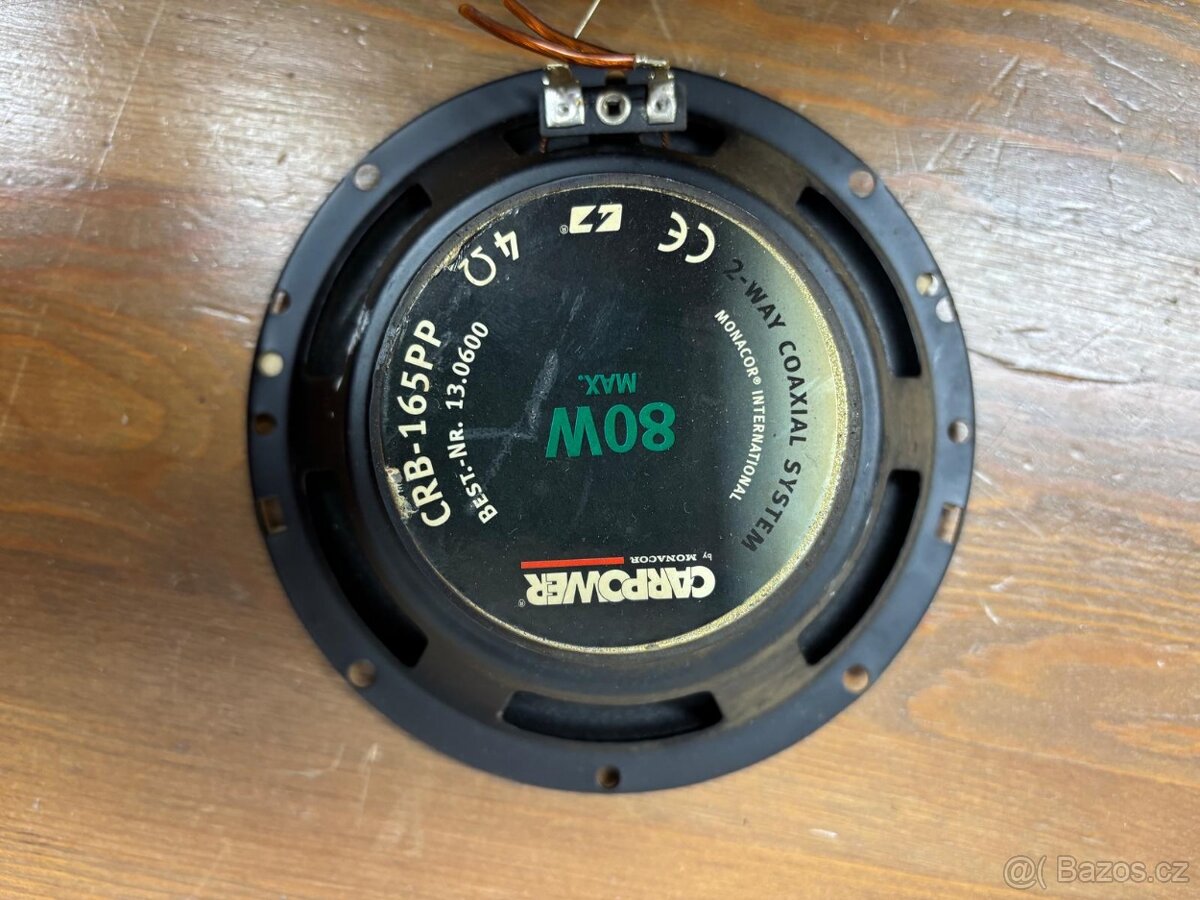 CARPOWER®
by MONACOR
80W
MAX.
CE
4Ω
CRB-165PP
BEST.-NR. 13.0600
2-WAY COAXIAL SYSTEM
MONACOR® INTERNATIONAL
@( Bazos.cz